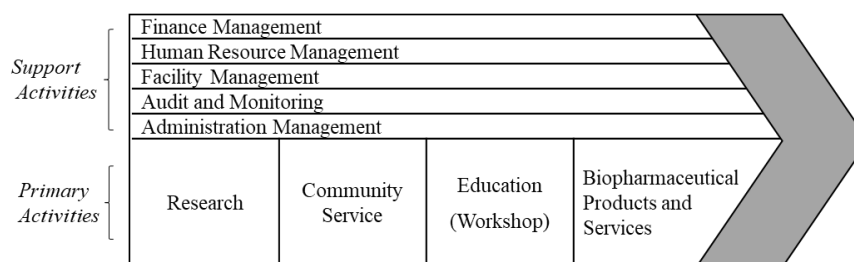 Support
Activities
Finance Management
Human Resource Management
Facility Management
Audit and Monitoring
Administration Management
Primary
Activities
Research
Community
Service
Education
(Workshop)
Biopharmaceutical
Products and
Services